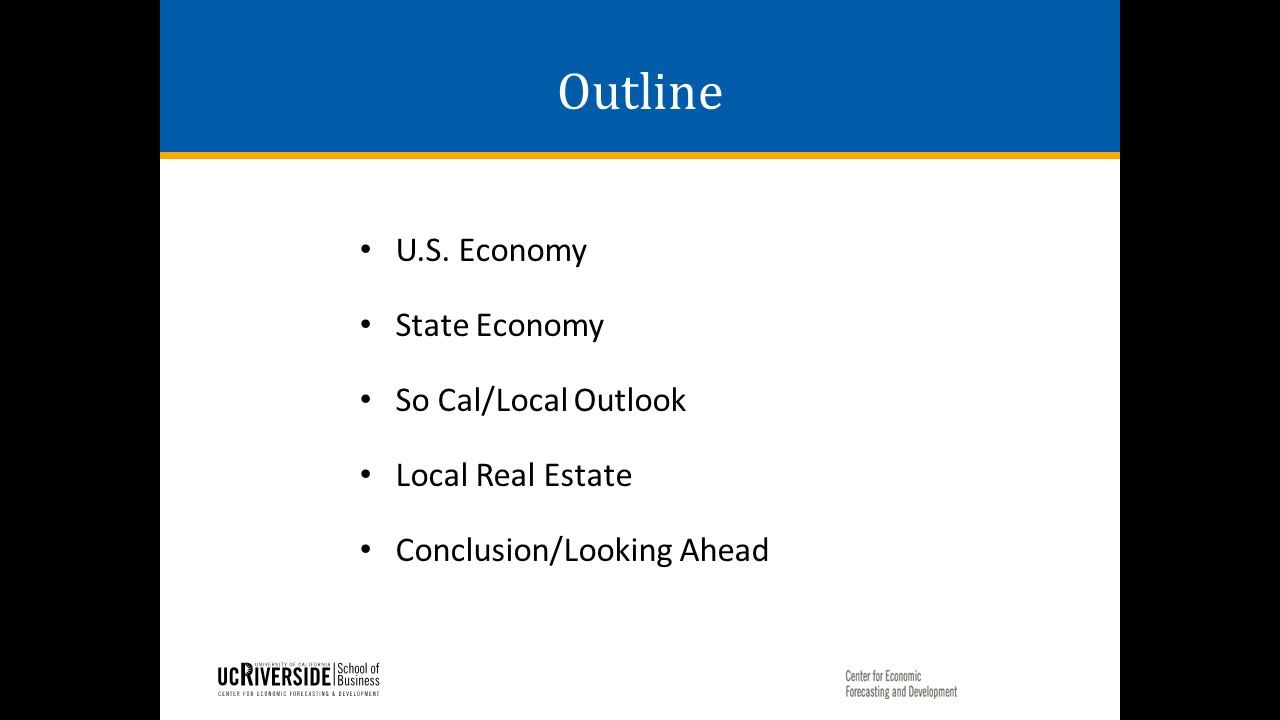 Outline
• U.S. Economy
• State Economy
• So Cal/Local Outlook
• Local Real Estate
• Conclusion/Looking Ahead
UNIVERSITY OF CALIFORNIA
UCRIVERSIDE
School of
Business
CENTER FOR ECONOMIC FORECASTING & DEVELOPMENT
Center for Economic
Forecasting and Development